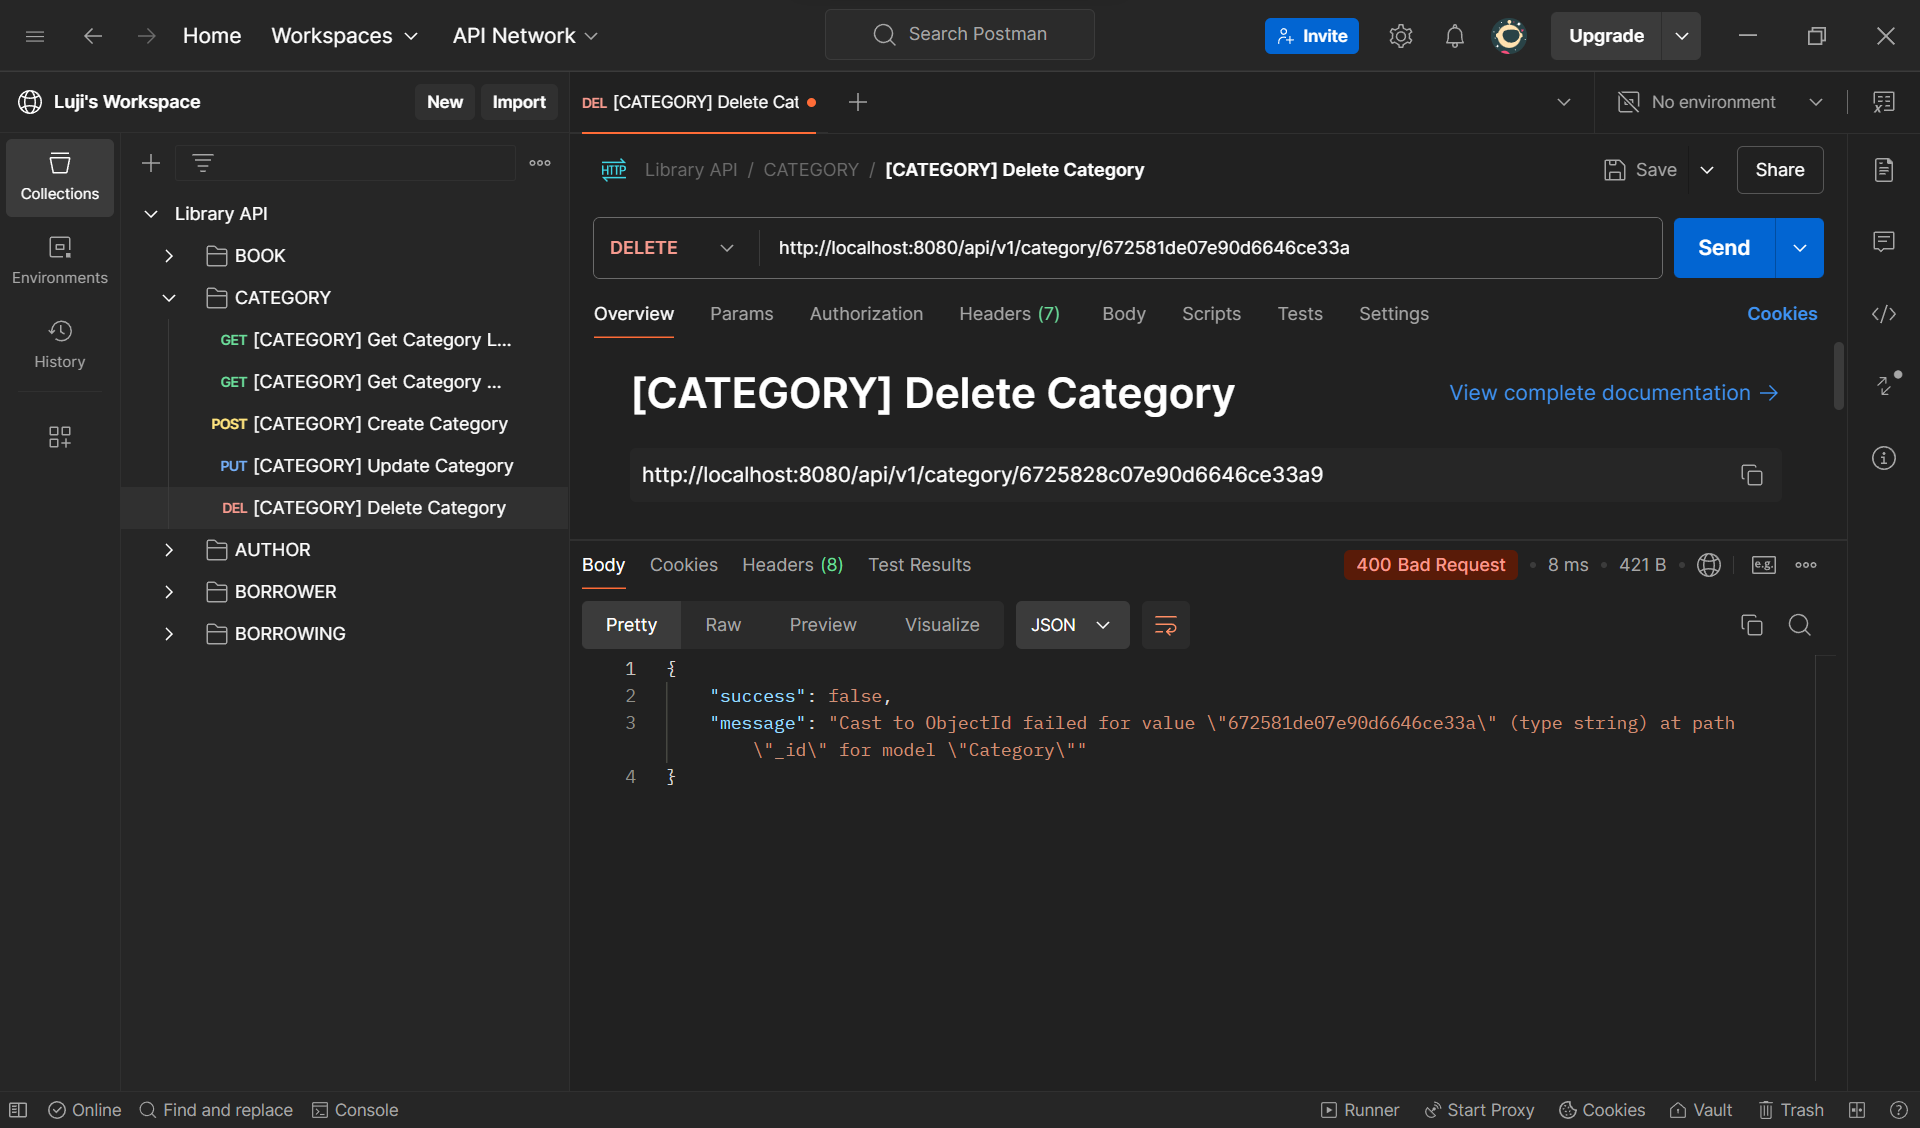 Home
Workspaces
API Network
Search Postman
Invite
Upgrade
Luji's Workspace
New
Import
DEL [CATEGORY] Delete Cat
No environment
Collections
Environments
History
Library API
BOOK
CATEGORY
GET [CATEGORY] Get Category L...
GET [CATEGORY] Get Category ...
POST [CATEGORY] Create Category
PUT [CATEGORY] Update Category
DEL [CATEGORY] Delete Category
AUTHOR
BORROWER
BORROWING
HTTP Library API / CATEGORY / [CATEGORY] Delete Category
Save
Share
DELETE
http://localhost:8080/api/v1/category/672581de07e90d6646ce33a
Send
Overview
Params
Authorization
Headers (7)
Body
Scripts
Tests
Settings
Cookies
[CATEGORY] Delete Category
View complete documentation →
http://localhost:8080/api/v1/category/6725828c07e90d6646ce33a9
Body
Cookies
Headers (8)
Test Results
400 Bad Request
8 ms
421 B
e.g.
Pretty
Raw
Preview
Visualize
JSON
1 {
2 "success": false,
3 "message": "Cast to ObjectId failed for value \"672581de07e90d6646ce33a\" (type string) at path
\"_id\" for model \"Category\""
4 }
Online
Find and replace
Console
Runner
Start Proxy
Cookies
Vault
Trash